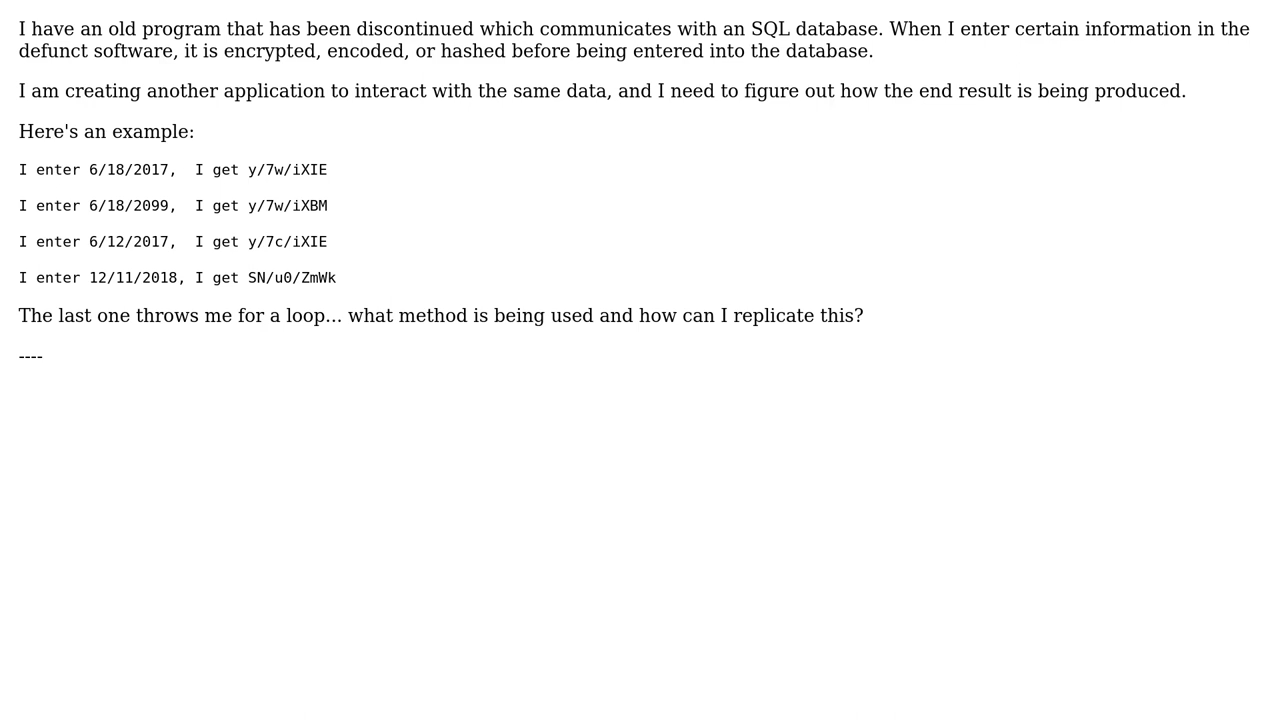 I have an old program that has been discontinued which communicates with an SQL database. When I enter certain information in the
defunct software, it is encrypted, encoded, or hashed before being entered into the database.
I am creating another application to interact with the same data, and I need to figure out how the end result is being produced.
Here's an example:
I enter 6/18/2017,  I get y/7w/iXIE
I enter 6/18/2099,  I get y/7w/iXBM
I enter 6/12/2017,  I get y/7c/iXIE
I enter 12/11/2018, I get SN/u0/ZmWk
The last one throws me for a loop... what method is being used and how can I replicate this?
----